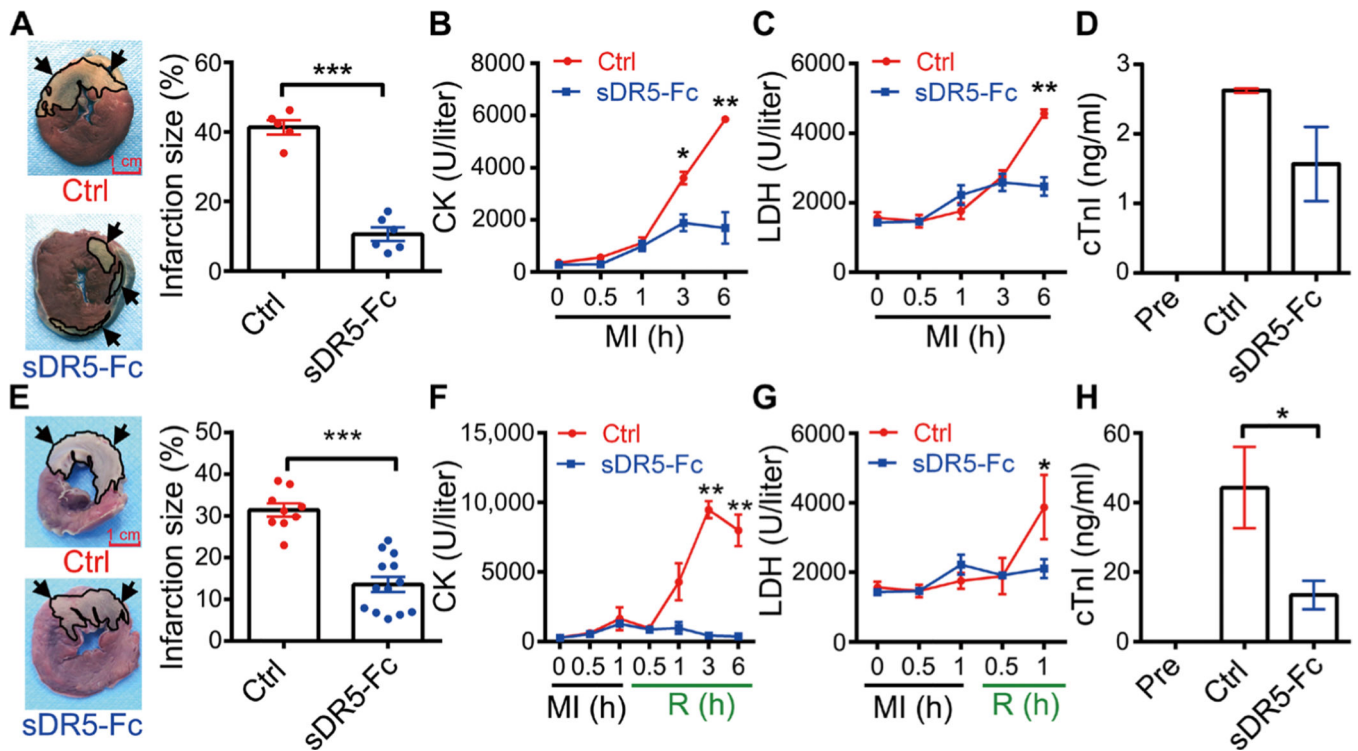 A
1 cm
Ctrl
sDR5-Fc
Infarction size (%)
60
40
20
0
***
Ctrl
sDR5-Fc
B
CK (U/liter)
8000
6000
4000
2000
0
Ctrl
sDR5-Fc
*
**
0 0.5 1 3 6
MI (h)
C
LDH (U/liter)
6000
4000
2000
0
Ctrl
sDR5-Fc
**
0 0.5 1 3 6
MI (h)
D
cTnI (ng/ml)
3
2
1
0
Pre
Ctrl
sDR5-Fc
E
1 cm
Ctrl
sDR5-Fc
Infarction size (%)
50
40
30
20
10
0
***
Ctrl
sDR5-Fc
F
CK (U/liter)
15,000
10,000
5000
0
Ctrl
sDR5-Fc
**
**
0 0.5 1 0.5 1 3 6
MI (h) R (h)
G
LDH (U/liter)
6000
4000
2000
0
Ctrl
sDR5-Fc
*
0 0.5 1 0.5 1
MI (h) R (h)
H
cTnI (ng/ml)
60
40
20
0
*
Pre
Ctrl
sDR5-Fc